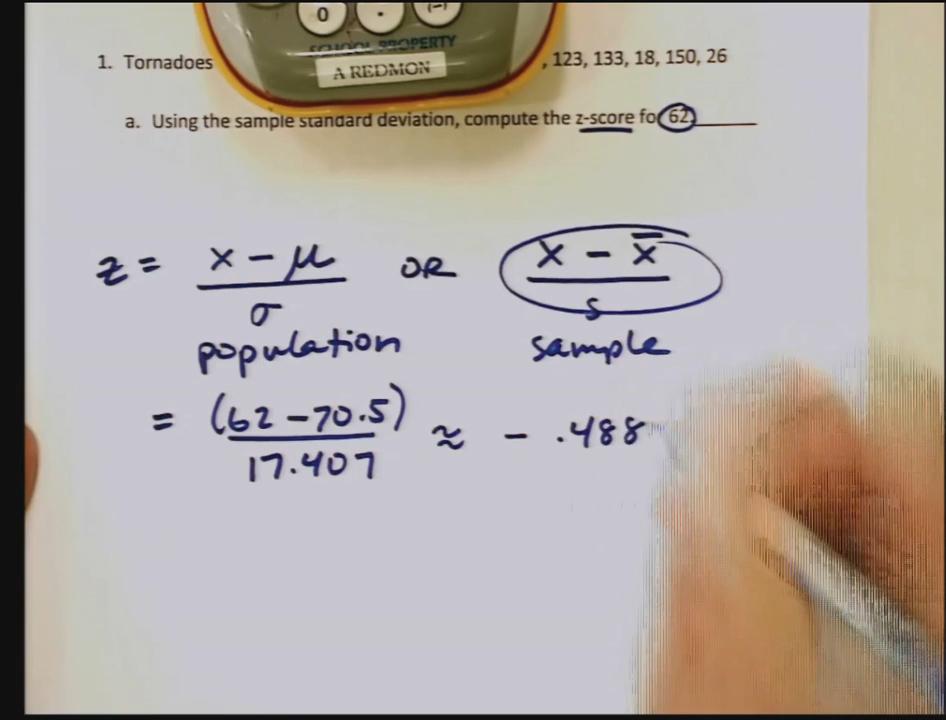 0 . (-)
SCHOOL PROPERTY
A REDMON
1. Tornadoes , 123, 133, 18, 150, 26
a. Using the sample standard deviation, compute the z-score fo 62
z = x - μ / σ OR x - x̄ / s
population sample
= (62 - 70.5) / 17.407 ≈ - .488